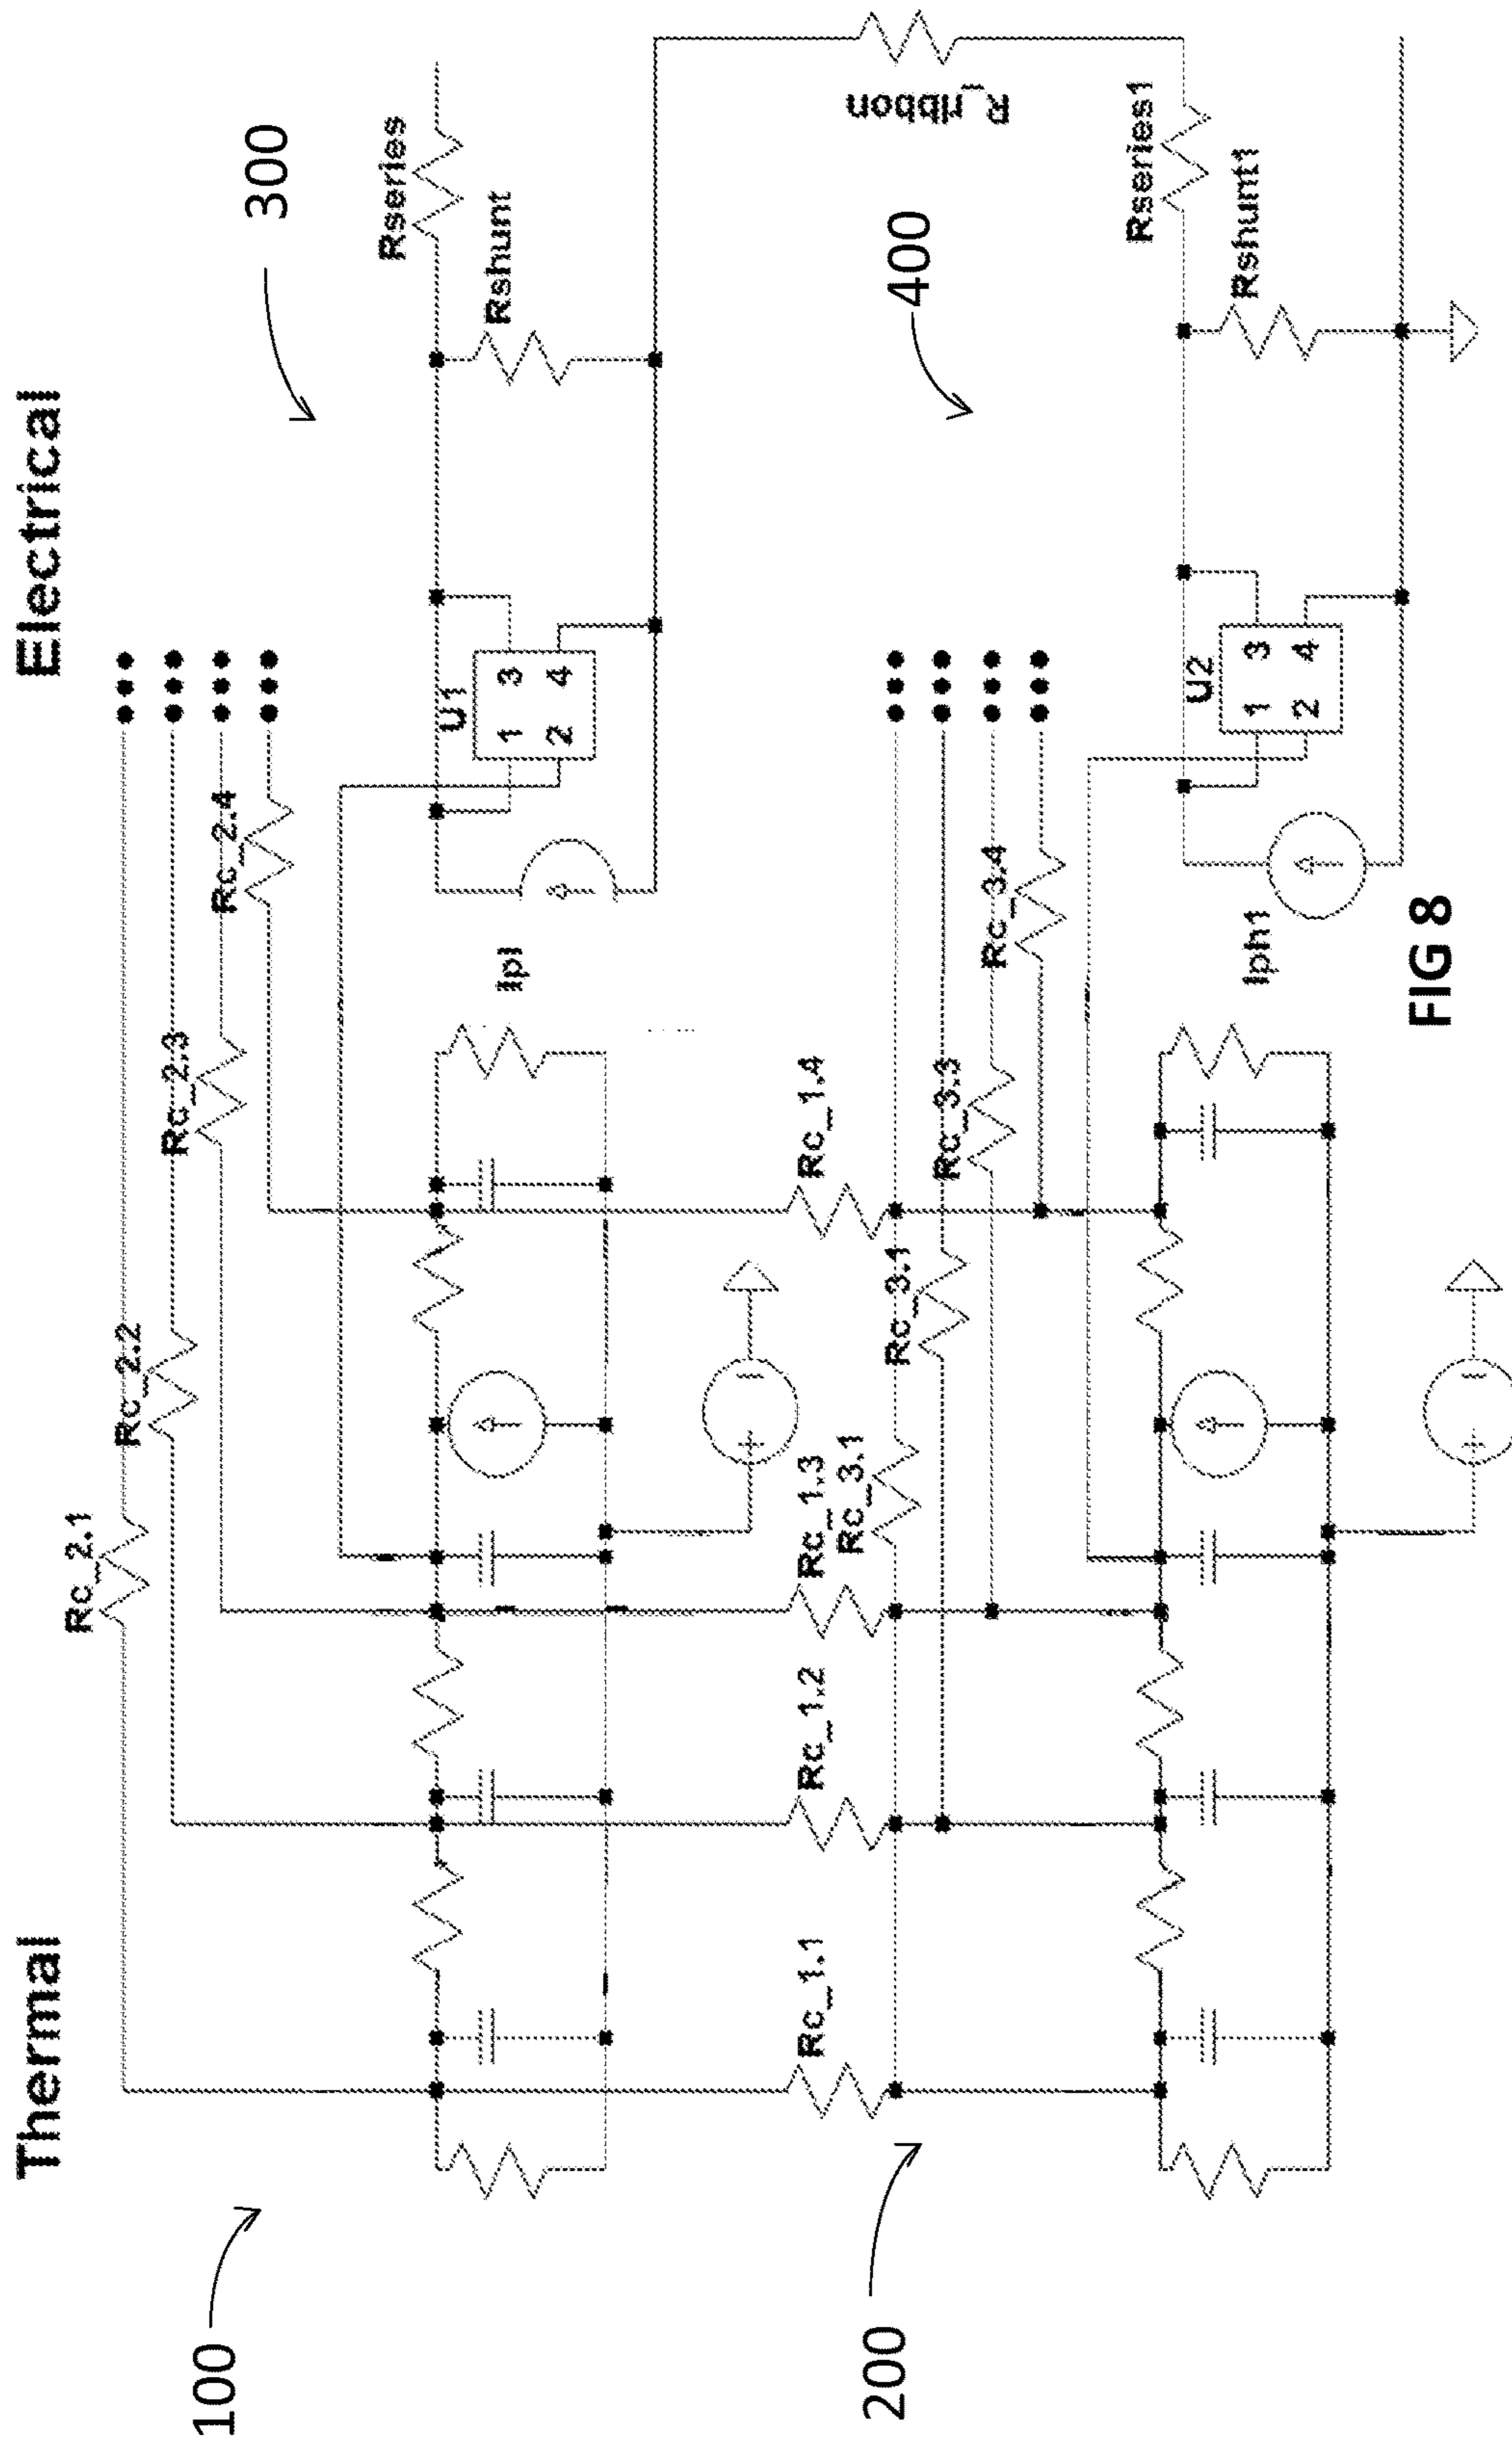 Thermal
Electrical
100
300
Rc_2.1
Rc_2.2
Rc_2.3
Rc_2.4
Rseries
Rshunt
U1
1
3
2
4
Ipl
R_ribbon
200
400
Rc_1.1
Rc_1.2
Rc_1.3
Rc_1.4
Rc_3.1
Rc_3.1
Rc_3.3
Rc_3.4
Rseries1
Rshunt1
U2
1
3
2
4
Iph1
FIG 8